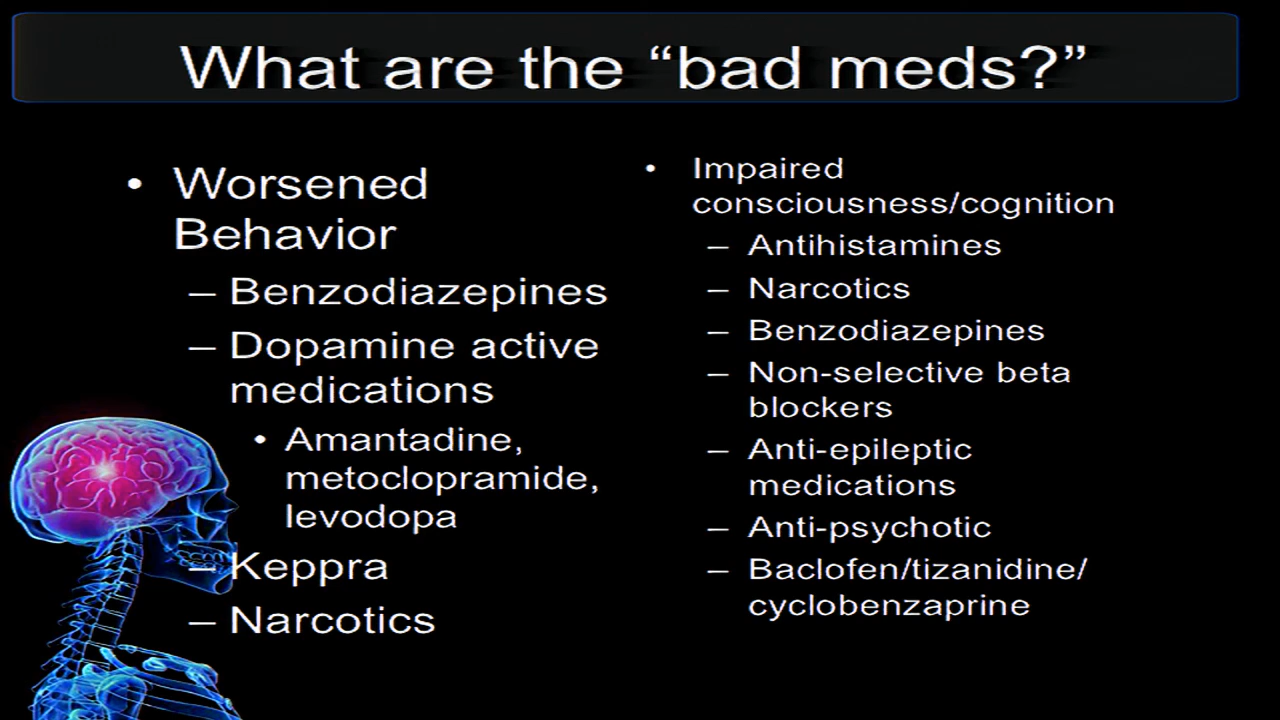 What are the “bad meds?”
• Worsened
Behavior
– Benzodiazepines
– Dopamine active
medications
• Amantadine,
metoclopramide,
levodopa
– Keppra
– Narcotics
• Impaired
consciousness/cognition
– Antihistamines
– Narcotics
– Benzodiazepines
– Non-selective beta
blockers
– Anti-epileptic
medications
– Anti-psychotic
– Baclofen/tizanidine/
cyclobenzaprine